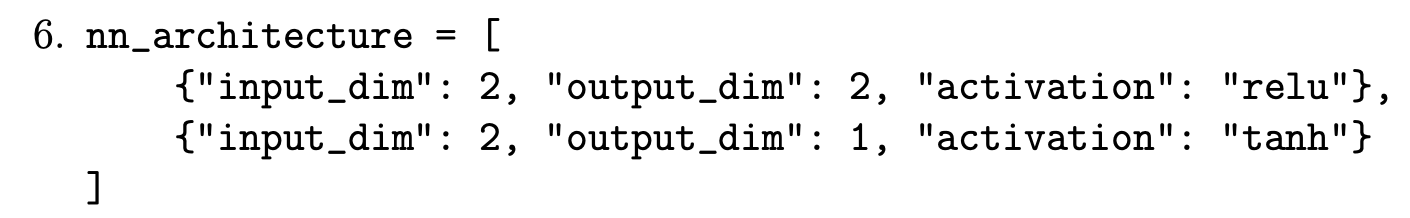 6. nn_architecture = [
{"input_dim": 2, "output_dim": 2, "activation": "relu"},
{"input_dim": 2, "output_dim": 1, "activation": "tanh"}
]